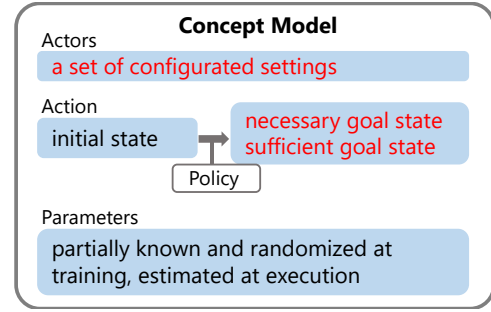 Concept Model
Actors
a set of configurated settings
Action
initial state
necessary goal state
sufficient goal state
Policy
Parameters
partially known and randomized at
training, estimated at execution